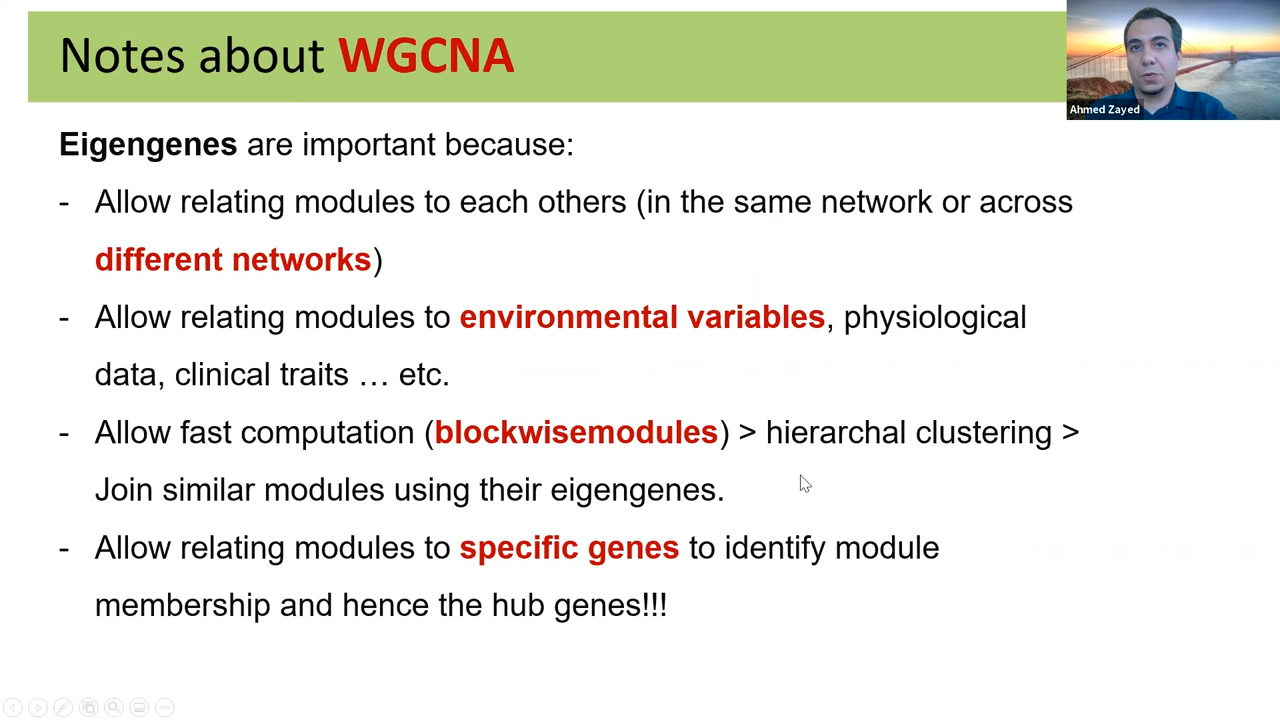 Notes about WGCNA
Ahmed Zayed
Eigengenes are important because:
- Allow relating modules to each others (in the same network or across
different networks)
- Allow relating modules to environmental variables, physiological
data, clinical traits … etc.
- Allow fast computation (blockwisemodules) > hierarchal clustering >
Join similar modules using their eigengenes.
- Allow relating modules to specific genes to identify module
membership and hence the hub genes!!!